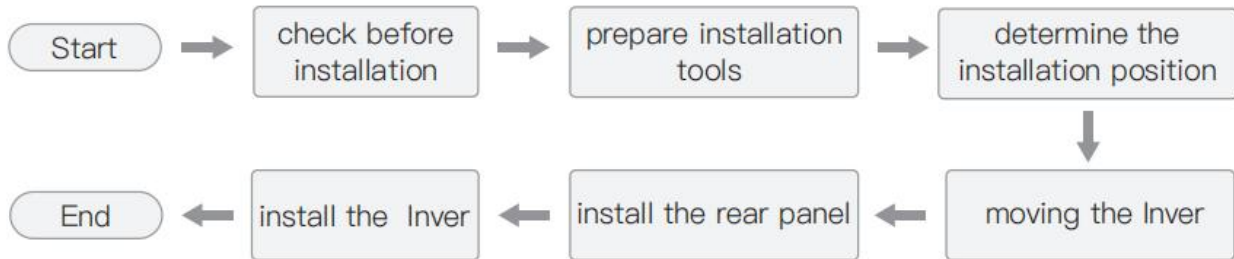 Start
check before
installation
prepare installation
tools
determine the
installation position
moving the Inver
install the rear panel
install the Inver
End